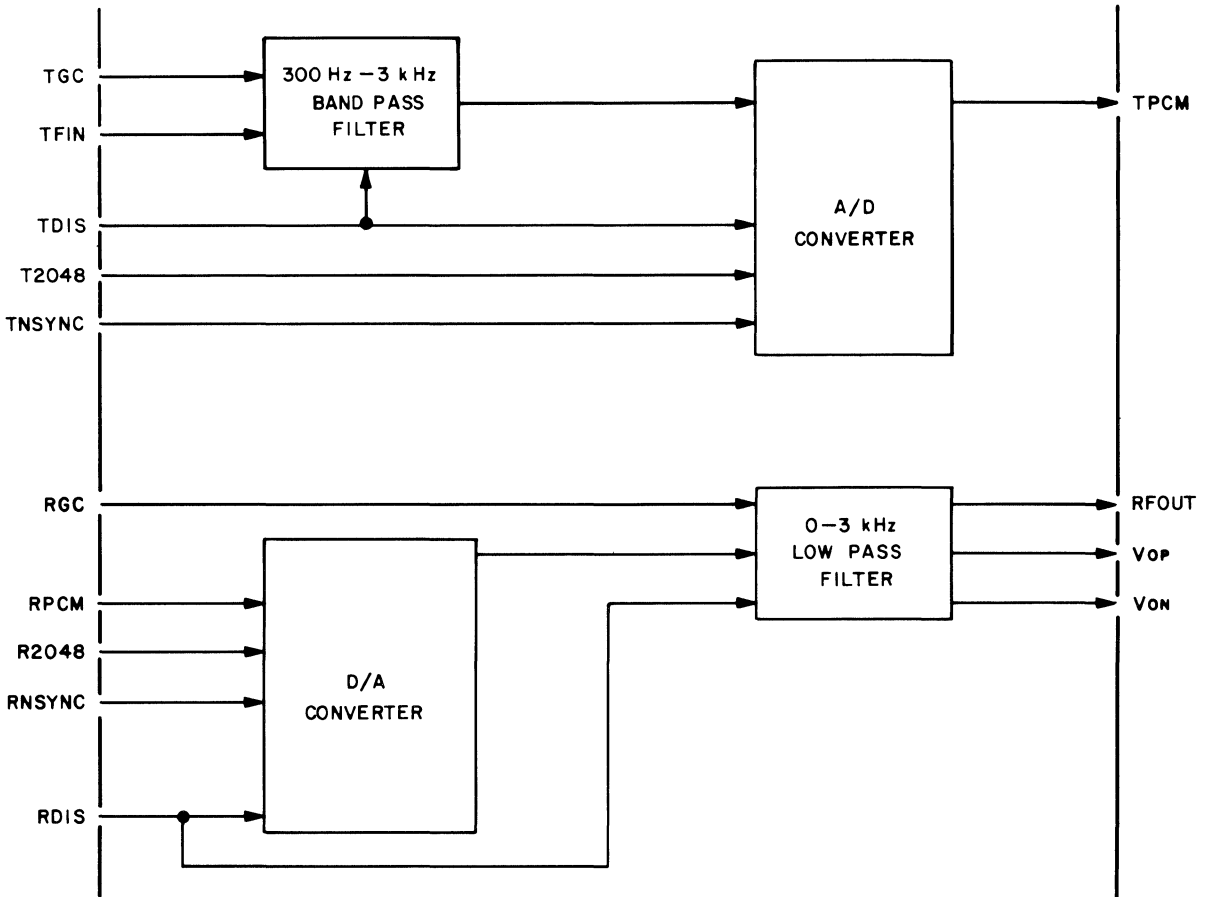 TGC
TFIN
TDIS
T2048
TNSYNC
300 Hz – 3 kHz
BAND PASS
FILTER
A/D
CONVERTER
TPCM
RGC
RPCM
R2048
RNSYNC
RDIS
D/A
CONVERTER
0–3 kHz
LOW PASS
FILTER
RFOUT
VOP
VON